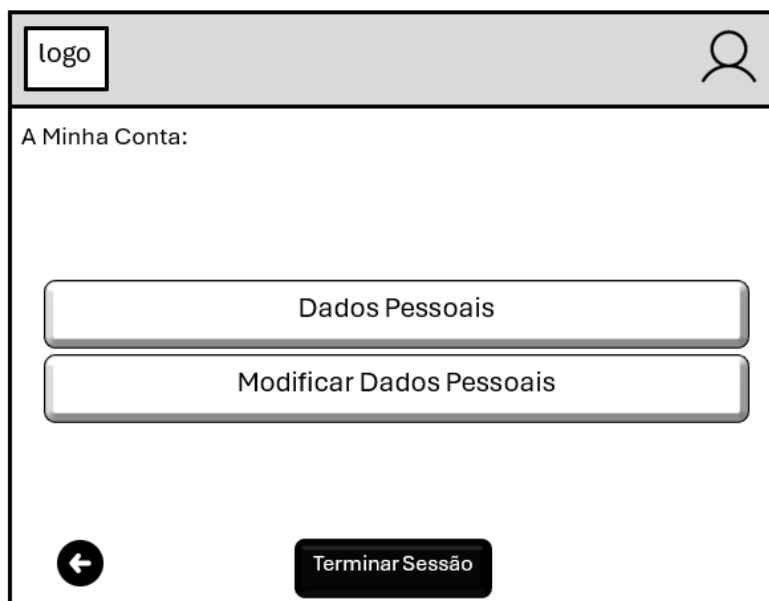 logo
A Minha Conta:
Dados Pessoais
Modificar Dados Pessoais
Terminar Sessão